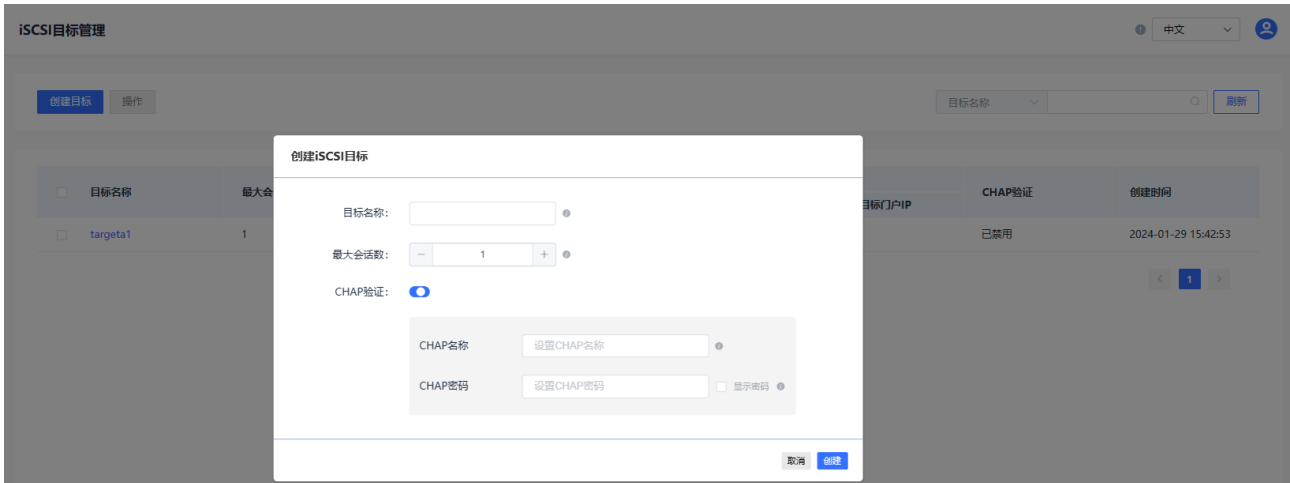 iSCSI目标管理
中文
创建目标 操作
目标名称
刷新
创建iSCSI目标
目标名称 最大会 目标门户IP CHAP验证 创建时间
targeta1 1 已禁用 2024-01-29 15:42:53
目标名称:
最大会话数: − 1 +
CHAP验证:
< 1 >
CHAP名称 设置CHAP名称
CHAP密码 设置CHAP密码 显示密码
取消 创建